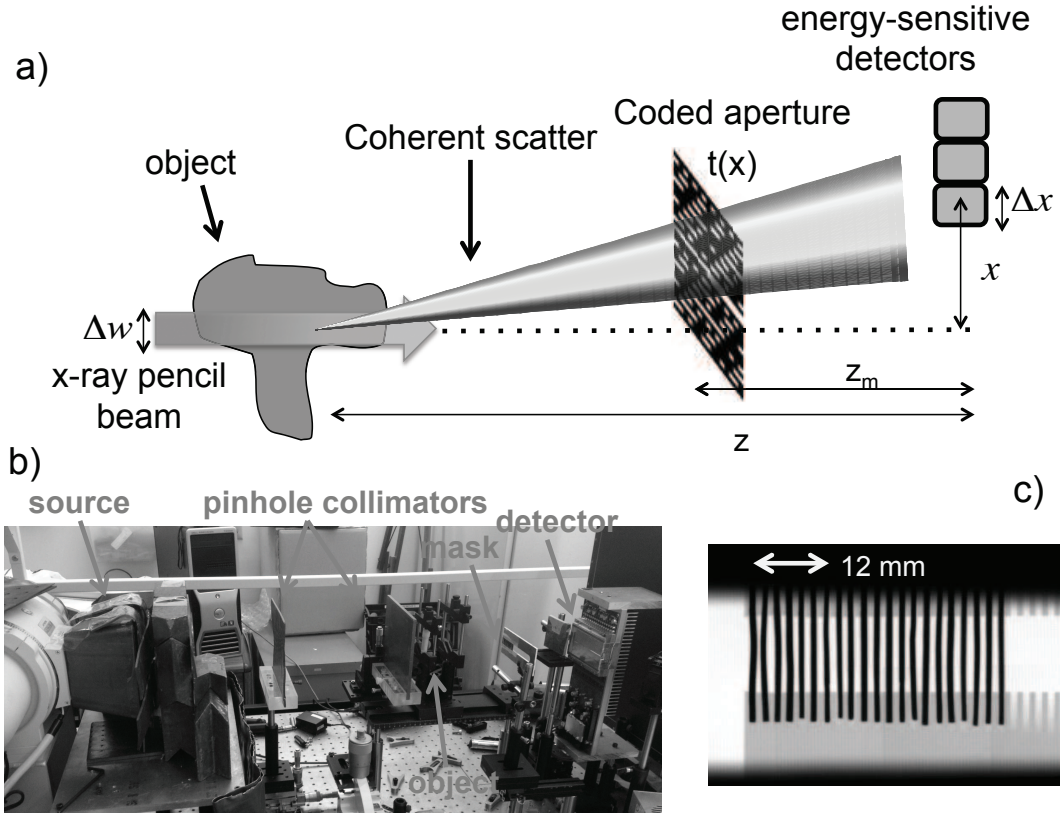 a)
energy-sensitive
detectors
Coded aperture
t(x)
Coherent scatter
object
Δx
x
Δw
x-ray pencil
beam
z_m
z
b)
source
pinhole collimators
detector
mask
object
c)
12 mm